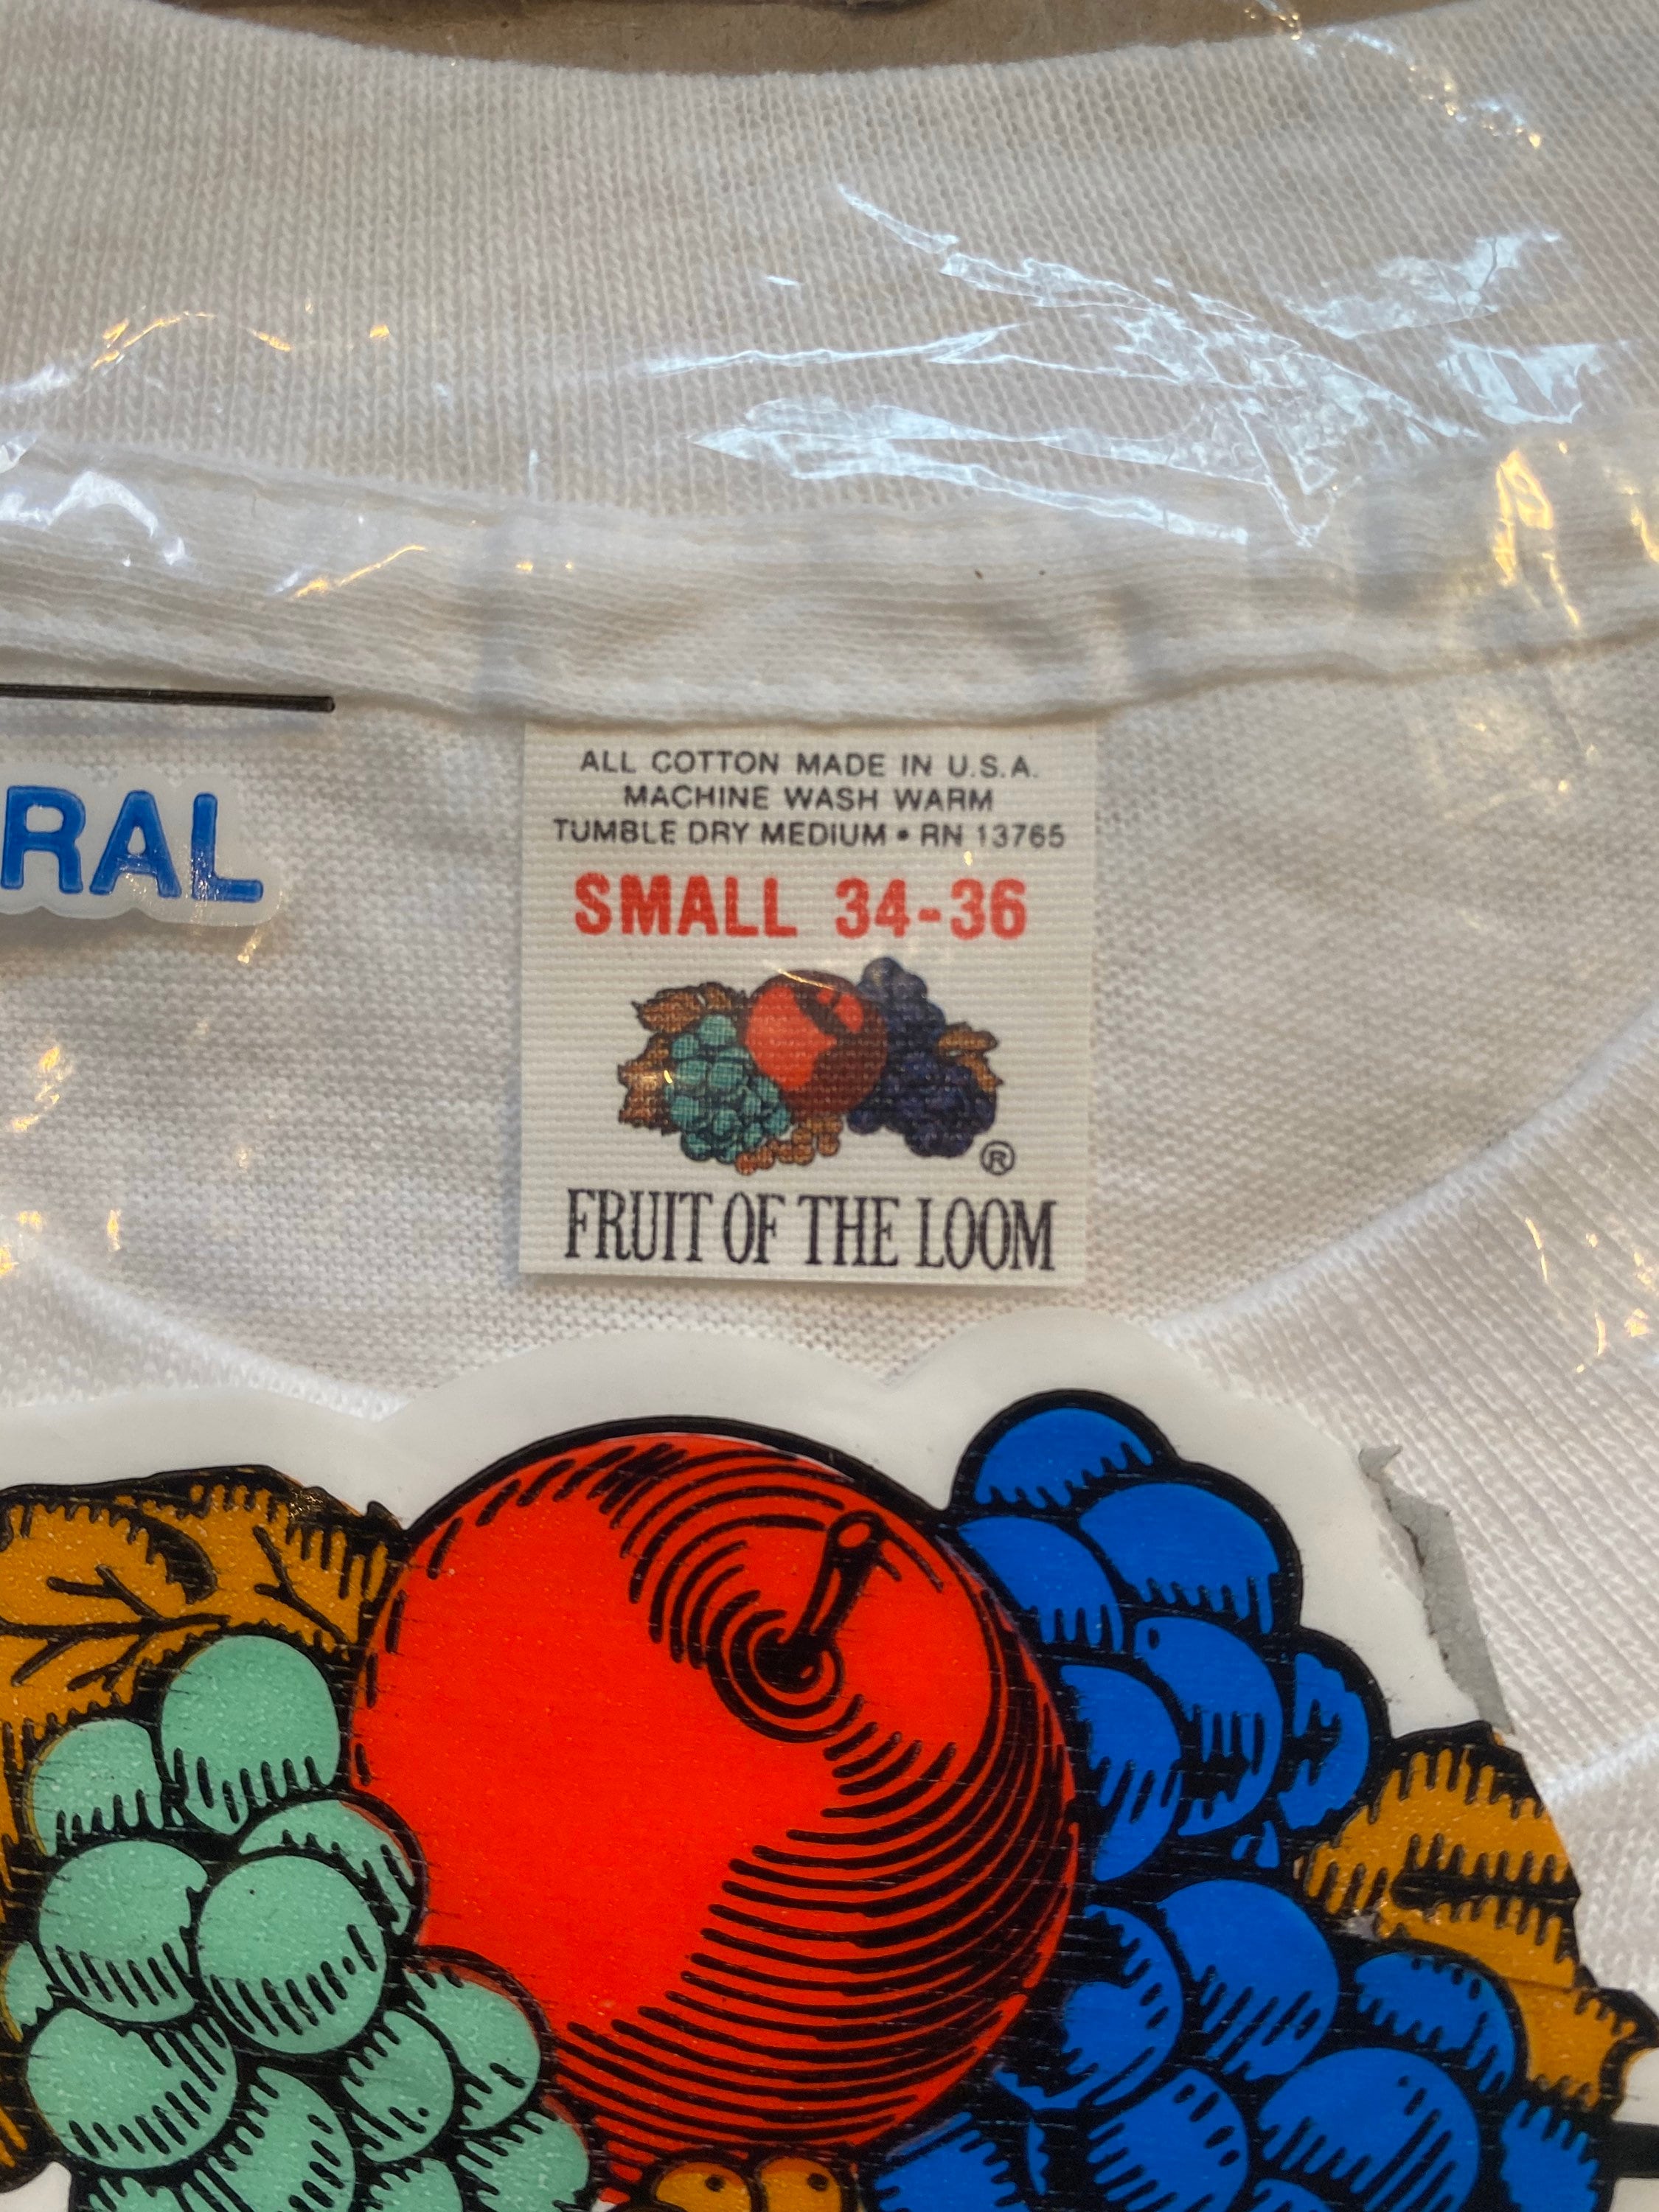 ALL COTTON MADE IN U.S.A.
MACHINE WASH WARM
TUMBLE DRY MEDIUM • RN 13765
RAL
SMALL 34-36
®
FRUIT OF THE LOOM